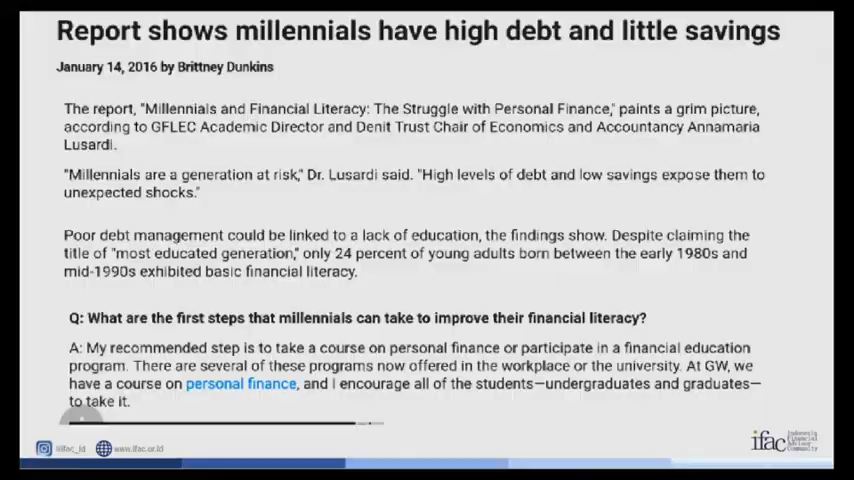 Report shows millennials have high debt and little savings
January 14, 2016 by Brittney Dunkins
The report, "Millennials and Financial Literacy: The Struggle with Personal Finance," paints a grim picture,
according to GFLEC Academic Director and Denit Trust Chair of Economics and Accountancy Annamaria
Lusardi.
"Millennials are a generation at risk," Dr. Lusardi said. "High levels of debt and low savings expose them to
unexpected shocks."
Poor debt management could be linked to a lack of education, the findings show. Despite claiming the
title of "most educated generation," only 24 percent of young adults born between the early 1980s and
mid-1990s exhibited basic financial literacy.
Q: What are the first steps that millennials can take to improve their financial literacy?
A: My recommended step is to take a course on personal finance or participate in a financial education
program. There are several of these programs now offered in the workplace or the university. At GW, we
have a course on personal finance, and I encourage all of the students—undergraduates and graduates—
to take it.
@ifac_id www.ifac.or.id
ifac Indonesia
Financial
Advisory
Community